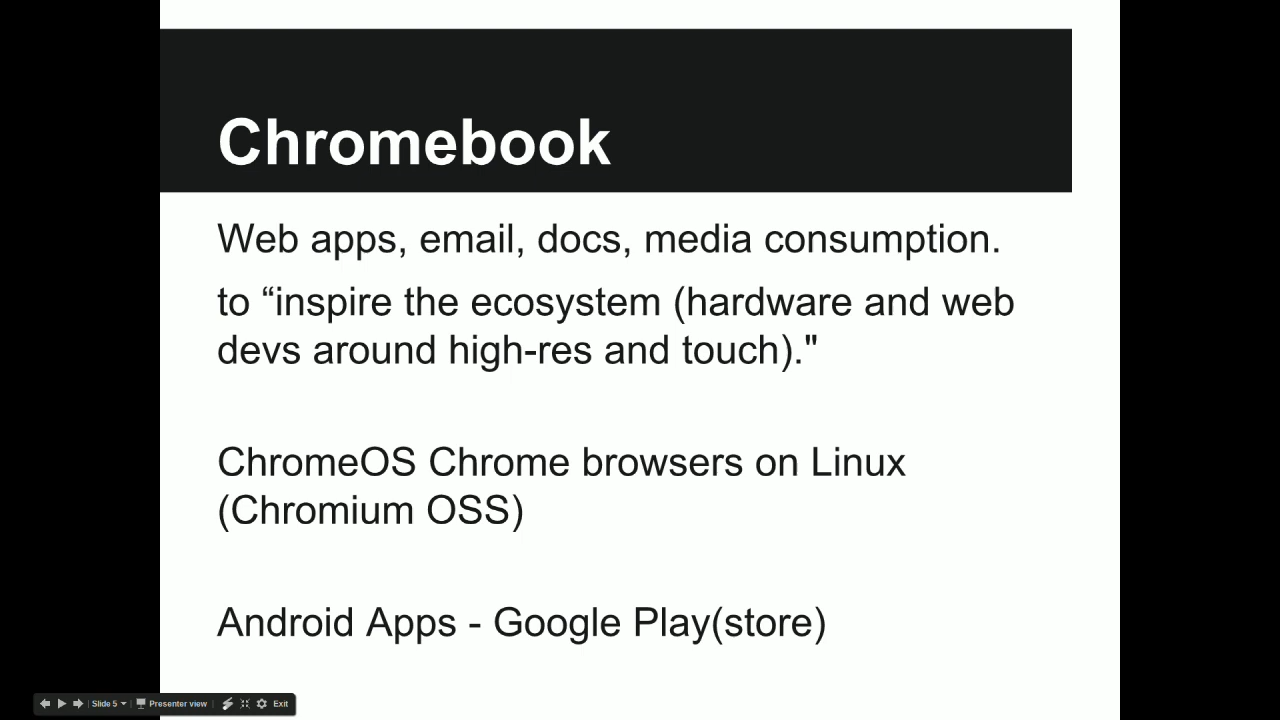 Chromebook
Web apps, email, docs, media consumption.
to “inspire the ecosystem (hardware and web
devs around high-res and touch)."
ChromeOS Chrome browsers on Linux
(Chromium OSS)
Android Apps - Google Play(store)
Slide 5 Presenter view Exit